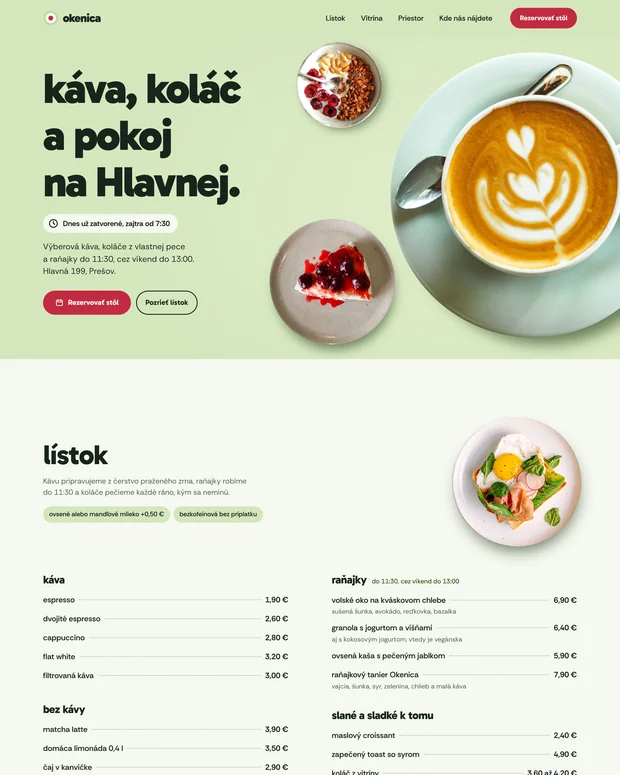 okenica
Lístok
Vitrína
Priestor
Kde nás nájdete
Rezervovať stôl
káva, koláč
a pokoj
na Hlavnej.
Dnes už zatvorené, zajtra od 7:30
Výberová káva, koláče z vlastnej pece
a raňajky do 11:30, cez víkend do 13:00.
Hlavná 199, Prešov.
Rezervovať stôl
Pozrieť lístok
lístok
Kávu pripravujeme z čerstvo praženého zrna, raňajky robíme
do 11:30 a koláče pečieme každé ráno, kým sa neminú.
ovsené alebo mandľové mlieko +0,50 €
bezkofeínová bez príplatku
káva
espresso 1,90 €
dvojité espresso 2,60 €
cappuccino 2,80 €
flat white 3,20 €
filtrovaná káva 3,00 €
bez kávy
matcha latte 3,90 €
domáca limonáda 0,4 l 3,50 €
čaj v kanvičke 2,90 €
raňajky do 11:30, cez víkend do 13:00
volské oko na kváskovom chlebe 6,90 €
sušená šunka, avokádo, reďkovka, bazalka
granola s jogurtom a višňami 6,40 €
aj s kokosovým jogurtom, vtedy je vegánska
ovsená kaša s pečeným jablkom 5,90 €
raňajkový tanier Okenica 7,90 €
vajcia, šunka, syr, zelenina, chlieb a malá káva
slané a sladké k tomu
maslový croissant 2,40 €
zapečený toast so syrom 4,90 €
koláč z vitríny 3,60 až 4,20 €